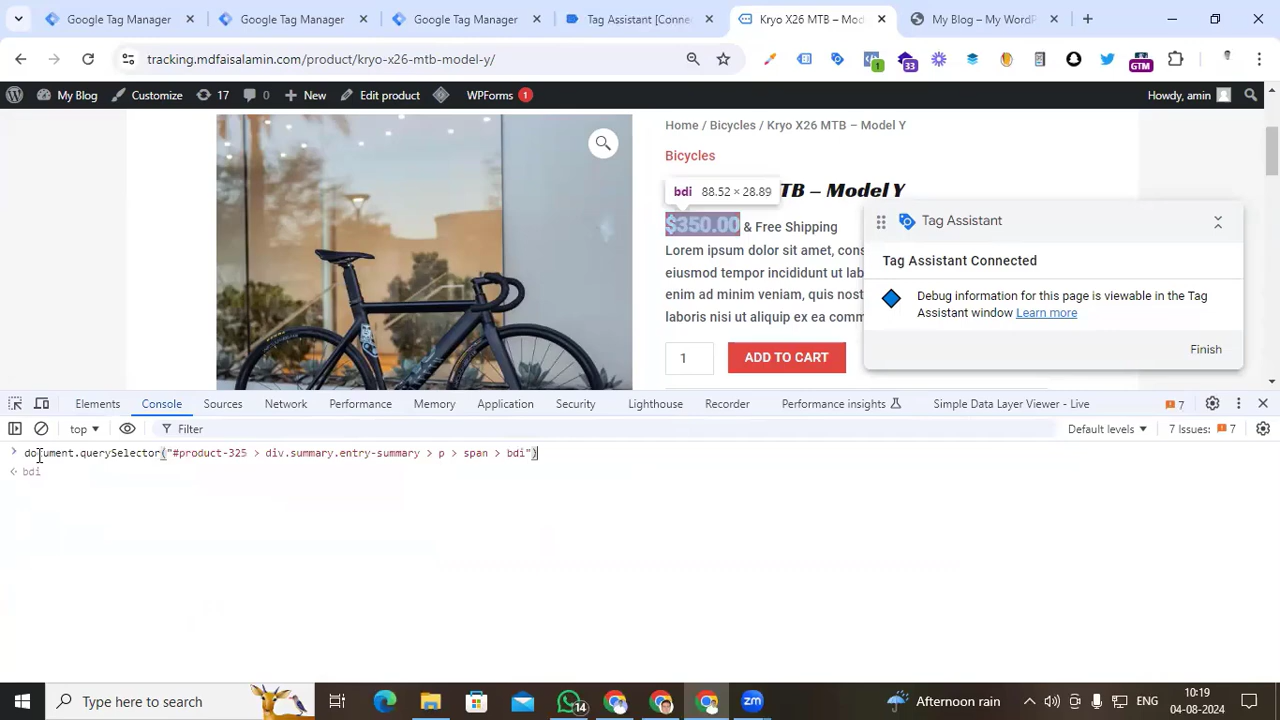 Google Tag Manager
Google Tag Manager
Google Tag Manager
Tag Assistant [Conne
Kryo X26 MTB – Mod
My Blog – My WordP
tracking.mdfaisalamin.com/product/kryo-x26-mtb-model-y/
1
33
GTM
My Blog
Customize
17
0
New
Edit product
WPForms 1
Howdy, amin
Home / Bicycles / Kryo X26 MTB – Model Y
Bicycles
bdi 88.52 × 28.89
TB – Model Y
$350.00 & Free Shipping
Lorem ipsum dolor sit amet, cons
eiusmod tempor incididunt ut lab
enim ad minim veniam, quis nost
laboris nisi ut aliquip ex ea comm
1
ADD TO CART
Tag Assistant
Tag Assistant Connected
Debug information for this page is viewable in the Tag
Assistant window Learn more
Finish
Elements
Console
Sources
Network
Performance
Memory
Application
Security
Lighthouse
Recorder
Performance insights
Simple Data Layer Viewer - Live
7
top
Filter
Default levels
7 Issues: 7
document.querySelector("#product-325 > div.summary.entry-summary > p > span > bdi")
bdi
Type here to search
14
zm
Afternoon rain
ENG
10:19
04-08-2024